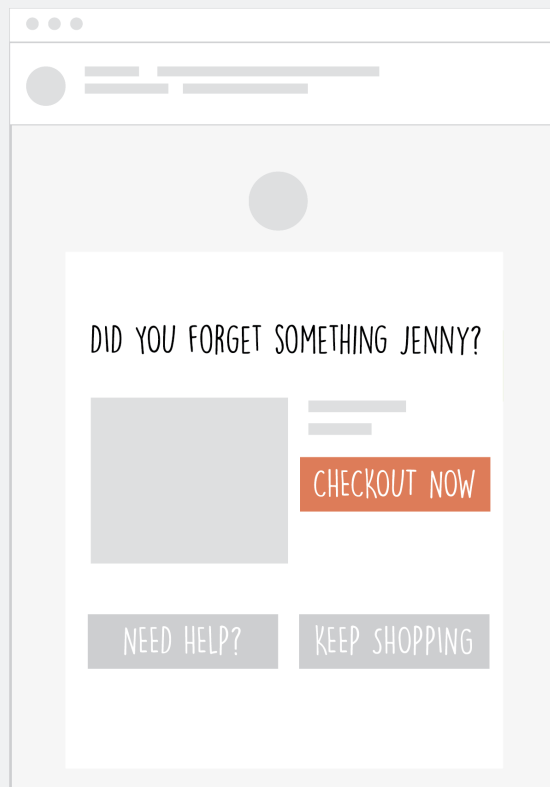 DID YOU FORGET SOMETHING JENNY?
CHECKOUT NOW
NEED HELP?
KEEP SHOPPING